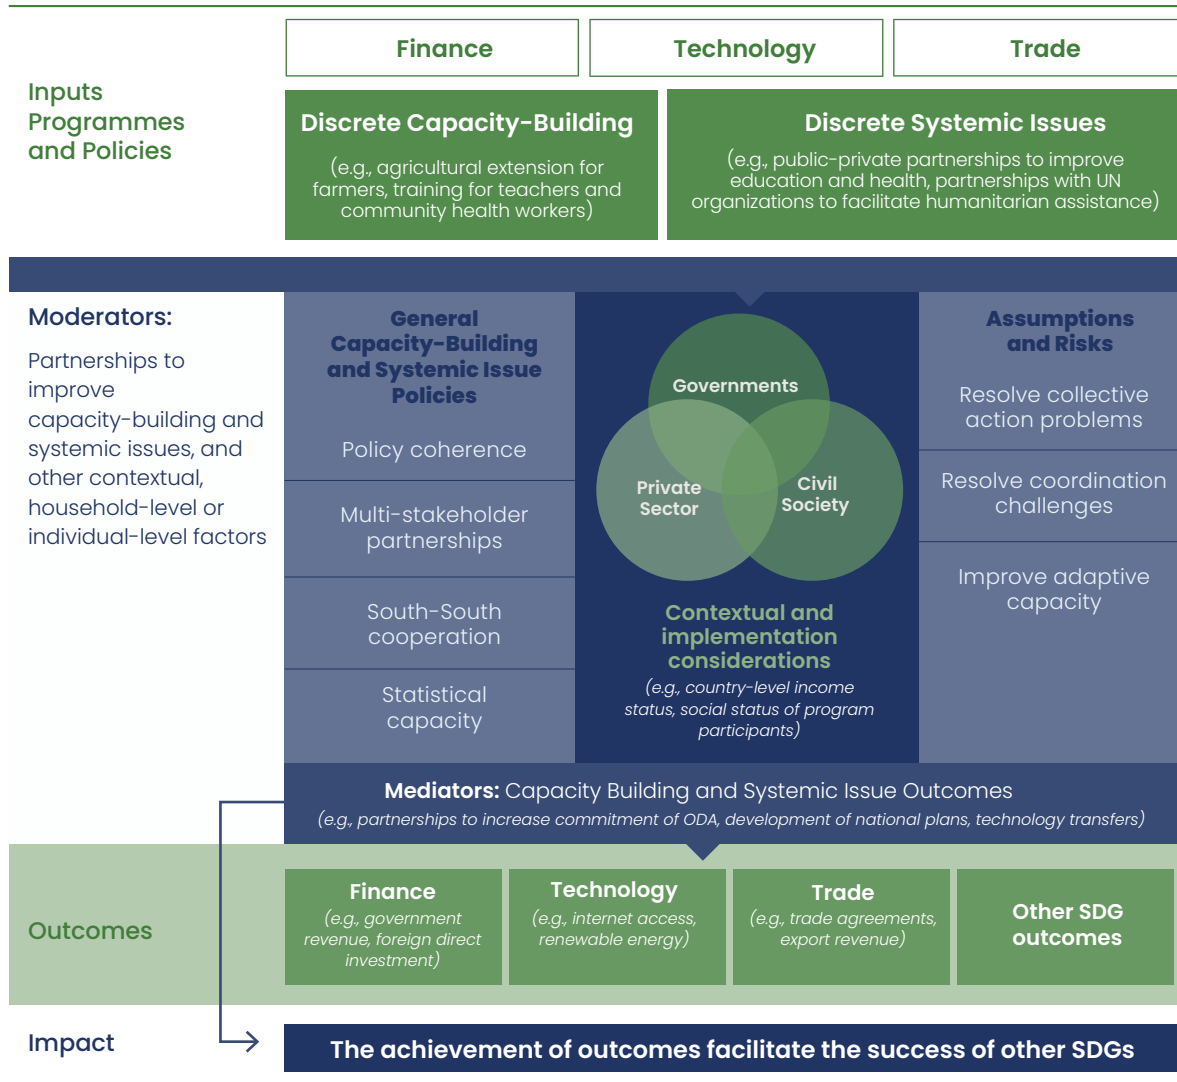 Finance
Technology
Trade
Inputs
Programmes
and Policies
Discrete Capacity-Building
(e.g., agricultural extension for
farmers, training for teachers and
community health workers)
Discrete Systemic Issues
(e.g., public-private partnerships to improve
education and health, partnerships with UN
organizations to facilitate humanitarian assistance)
Moderators:
Partnerships to
improve
capacity-building and
systemic issues, and
other contextual,
household-level or
individual-level factors
General
Capacity-Building
and Systemic Issue
Policies
Policy coherence
Multi-stakeholder
partnerships
South-South
cooperation
Statistical
capacity
Governments
Private
Sector
Civil
Society
Contextual and
implementation
considerations
(e.g., country-level income
status, social status of program
participants)
Assumptions
and Risks
Resolve collective
action problems
Resolve coordination
challenges
Improve adaptive
capacity
Mediators: Capacity Building and Systemic Issue Outcomes
(e.g., partnerships to increase commitment of ODA, development of national plans, technology transfers)
Outcomes
Finance
(e.g., government
revenue, foreign direct
investment)
Technology
(e.g., internet access,
renewable energy)
Trade
(e.g., trade agreements,
export revenue)
Other SDG
outcomes
Impact
The achievement of outcomes facilitate the success of other SDGs